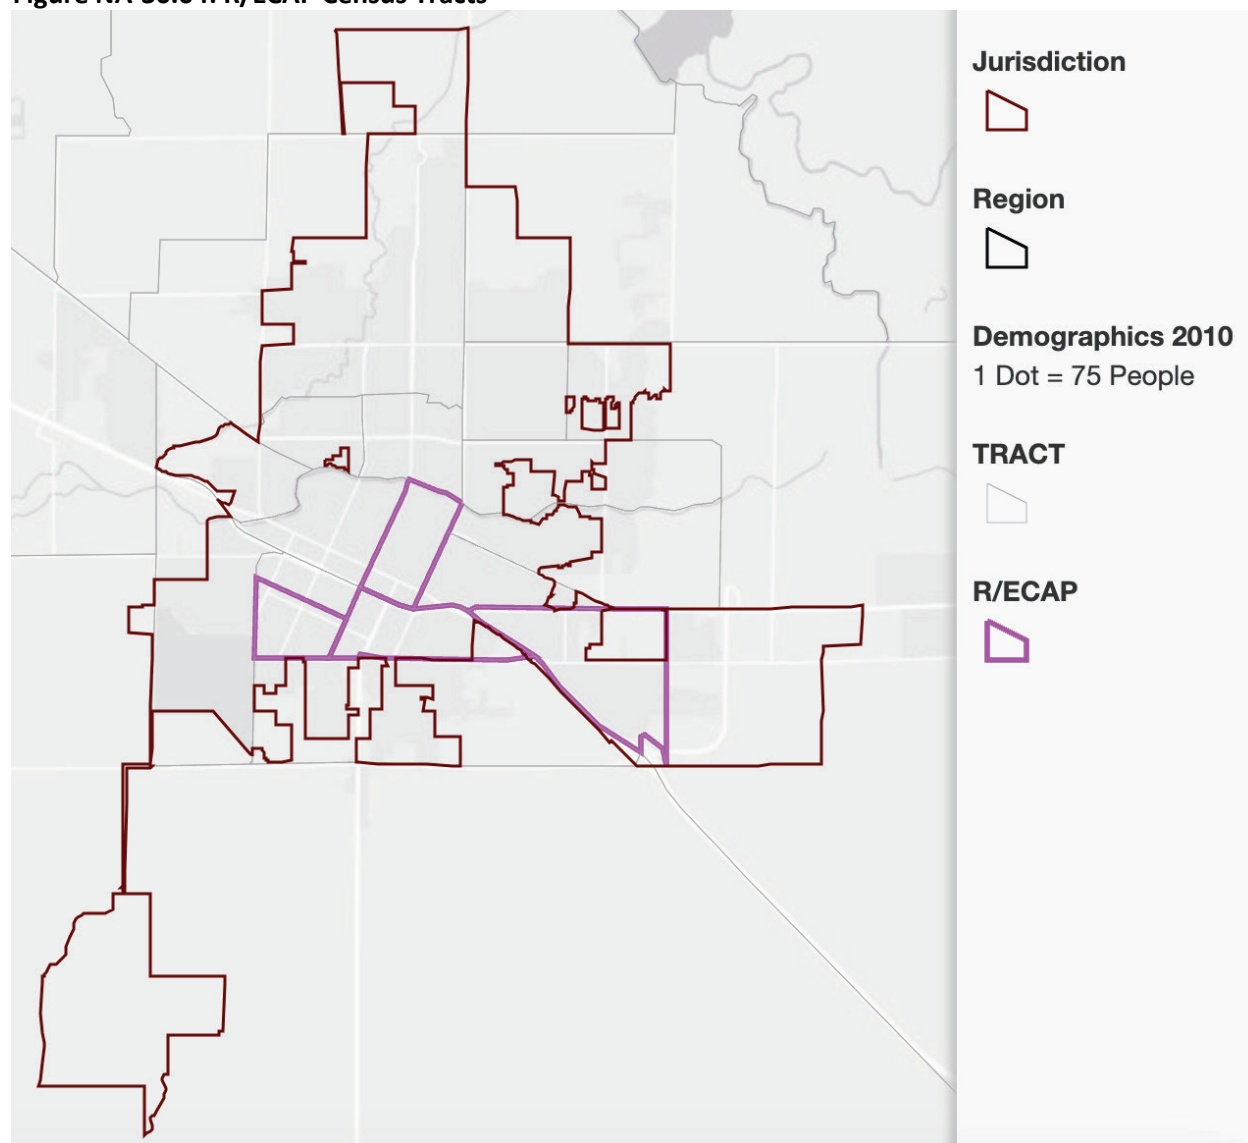 Jurisdiction
Region
Demographics 2010
1 Dot = 75 People
TRACT
R/ECAP